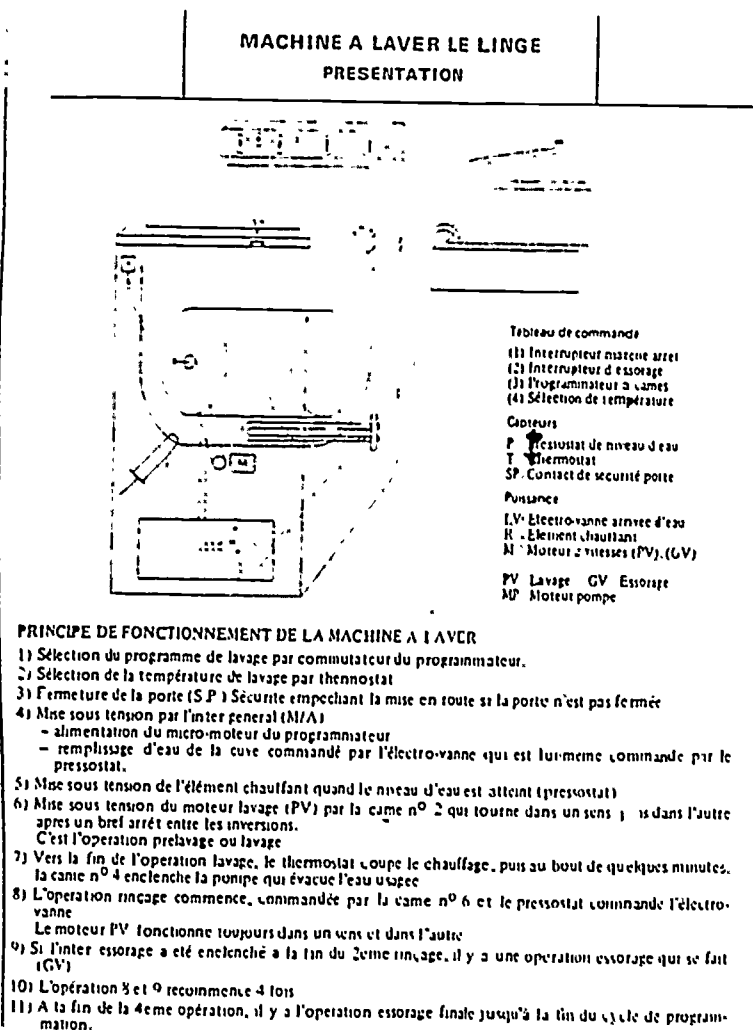 MACHINE A LAVER LE LINGE
PRESENTATION
Tableau de commande
(1) Interrupteur marche arret
(2) Interrupteur d essorage
(3) Programmateur à cames
(4) Sélection de température
Capteurs
P Pressostat de niveau d eau
T Thermostat
SP. Contact de securité porte
Puissance
EV. Electro-vanne arrivee d'eau
R . Element chauffant
M Moteur 2 vitesses (PV).(GV)
PV Lavage GV Essorage
MP Moteur pompe
M
PRINCIPE DE FONCTIONNEMENT DE LA MACHINE A LAVER
1) Sélection du programme de lavage par commutateur du programmateur.
2) Sélection de la température de lavage par thermostat
3) Fermeture de la porte (S.P ) Sécurite empechant la mise en route si la porte n'est pas fermée
4) Mise sous tension par l'inter general (M/A)
– alimentation du micro-moteur du programmateur
– remplissage d'eau de la cuve commandé par l'électro-vanne qui est lui-meme commande par le
pressostat.
5) Mise sous tension de l'élément chauffant quand le niveau d'eau est atteint (pressostat)
6) Mise sous tension du moteur lavage (PV) par la came nº 2 qui tourne dans un sens dans l'autre
apres un bref arrét entre les inversions.
C'est l'operation prelavage ou lavage
7) Vers la fin de l'operation lavage, le thermostat coupe le chauffage, puis au bout de quelques minutes,
la came nº 4 enclenche la pompe qui évacue l'eau usagee
8) L'operation rinçage commence, commandée par la came nº 6 et le pressostat commande l'électro-
vanne
Le moteur PV fonctionne toujours dans un sens et dans l'autre
9) Si l'inter essorage a eté enclenché a la fin du 2eme rinçage, il y a une operation essorage qui se fait
(GV)
10) L'opération 8 et 9 recommence 4 fois
11) A la fin de la 4eme opération, il y a l'operation essorage finale jusqu'à la fin du cycle de program-
mation.